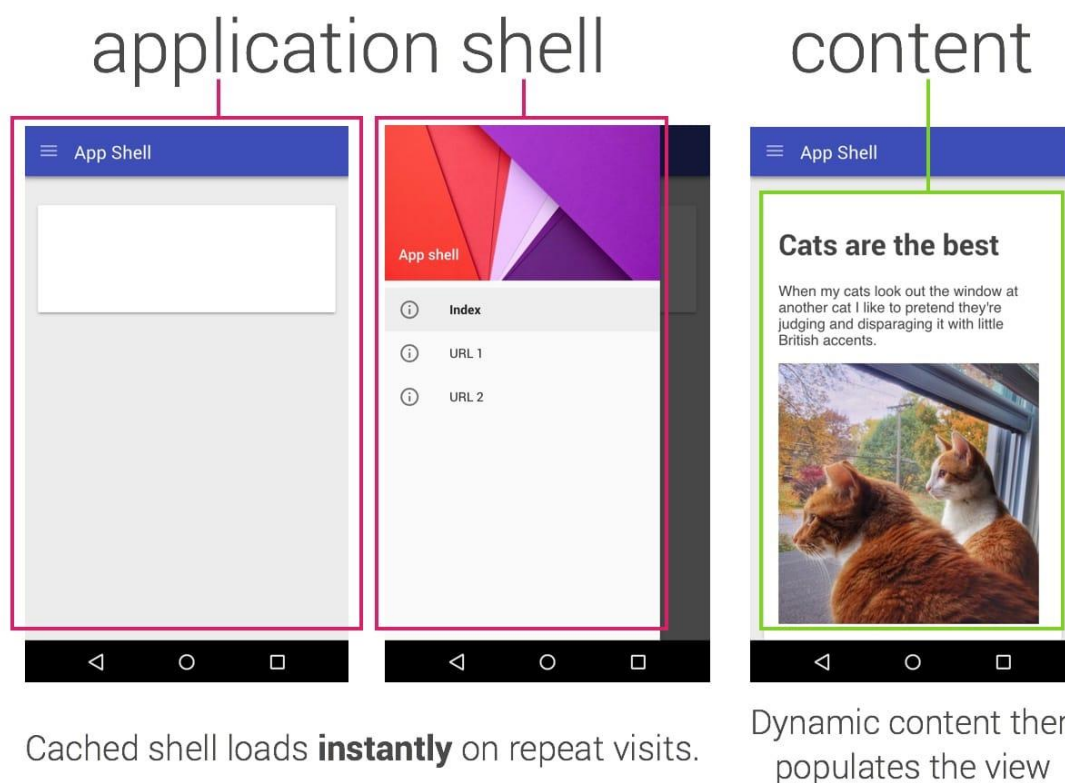 application shell
content
App Shell
App shell
Index
URL 1
URL 2
App Shell
Cats are the best
When my cats look out the window at
another cat I like to pretend they're
judging and disparaging it with little
British accents.
Cached shell loads instantly on repeat visits.
Dynamic content then
populates the view